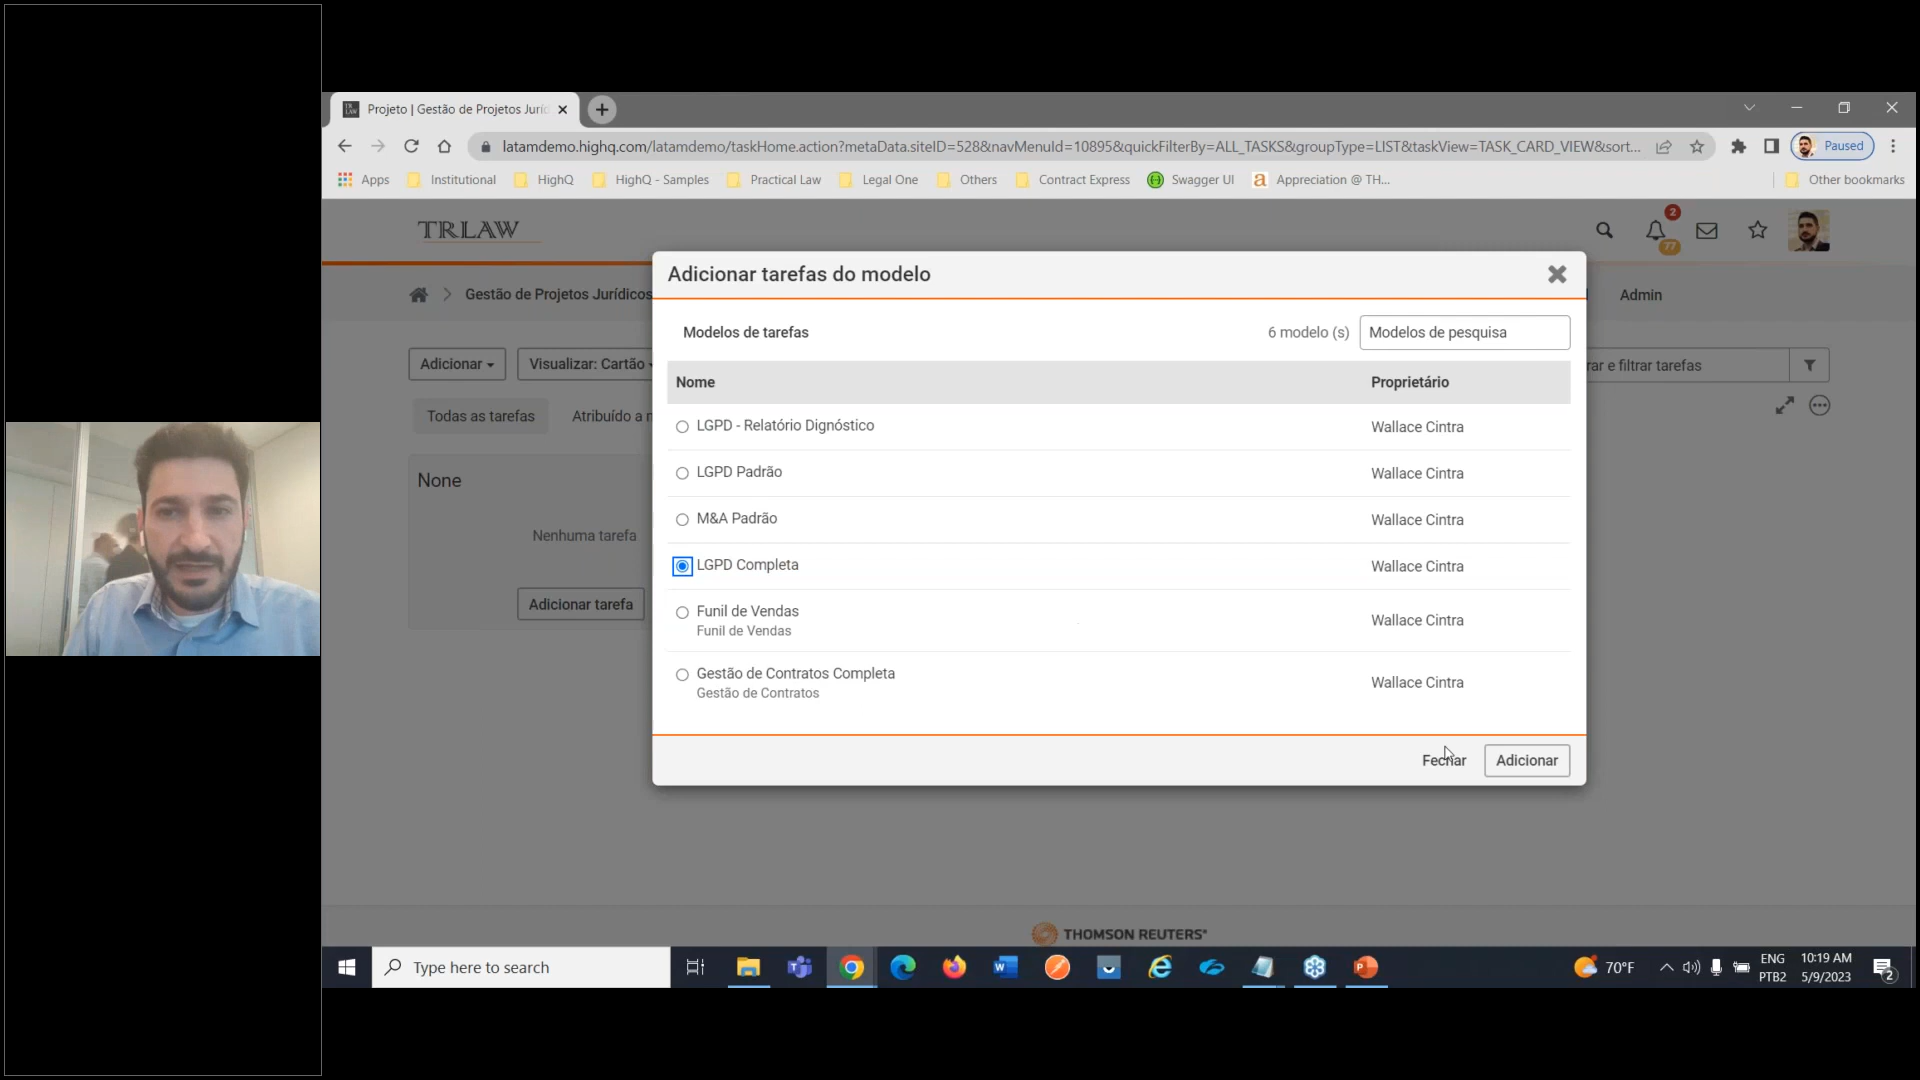 Projeto | Gestão de Projetos Juríd
latamdemo.highq.com/latamdemo/taskHome.action?metaData.siteID=528&navMenuId=10895&quickFilterBy=ALL_TASKS&groupType=LIST&taskView=TASK_CARD_VIEW&sort...
Paused
Apps
Institutional
HighQ
HighQ - Samples
Practical Law
Legal One
Others
Contract Express
Swagger UI
Appreciation @ TH...
Other bookmarks
TRLAW
2
77
Gestão de Projetos Jurídicos
Admin
Adicionar
Visualizar: Cartão
rar e filtrar tarefas
Todas as tarefas
Atribuído a
None
Nenhuma tarefa
Adicionar tarefa
Adicionar tarefas do modelo
Modelos de tarefas
6 modelo (s)
Modelos de pesquisa
Nome
Proprietário
LGPD - Relatório Dignóstico
Wallace Cintra
LGPD Padrão
Wallace Cintra
M&A Padrão
Wallace Cintra
LGPD Completa
Wallace Cintra
Funil de Vendas
Funil de Vendas
Wallace Cintra
Gestão de Contratos Completa
Gestão de Contratos
Wallace Cintra
Fechar
Adicionar
THOMSON REUTERS®
Type here to search
70°F
ENG
PTB2
10:19 AM
5/9/2023
2